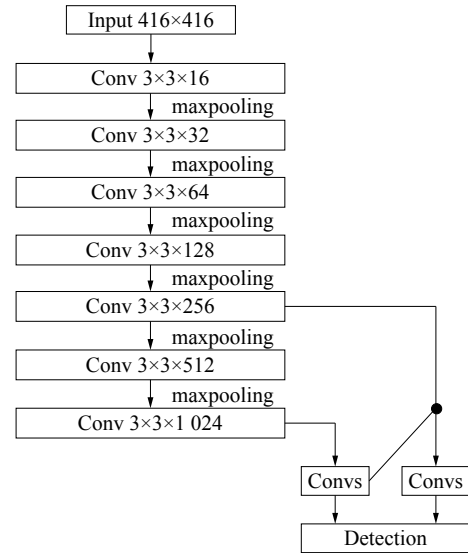 Input 416×416
Conv 3×3×16
maxpooling
Conv 3×3×32
maxpooling
Conv 3×3×64
maxpooling
Conv 3×3×128
maxpooling
Conv 3×3×256
maxpooling
Conv 3×3×512
maxpooling
Conv 3×3×1 024
Convs Convs
Detection